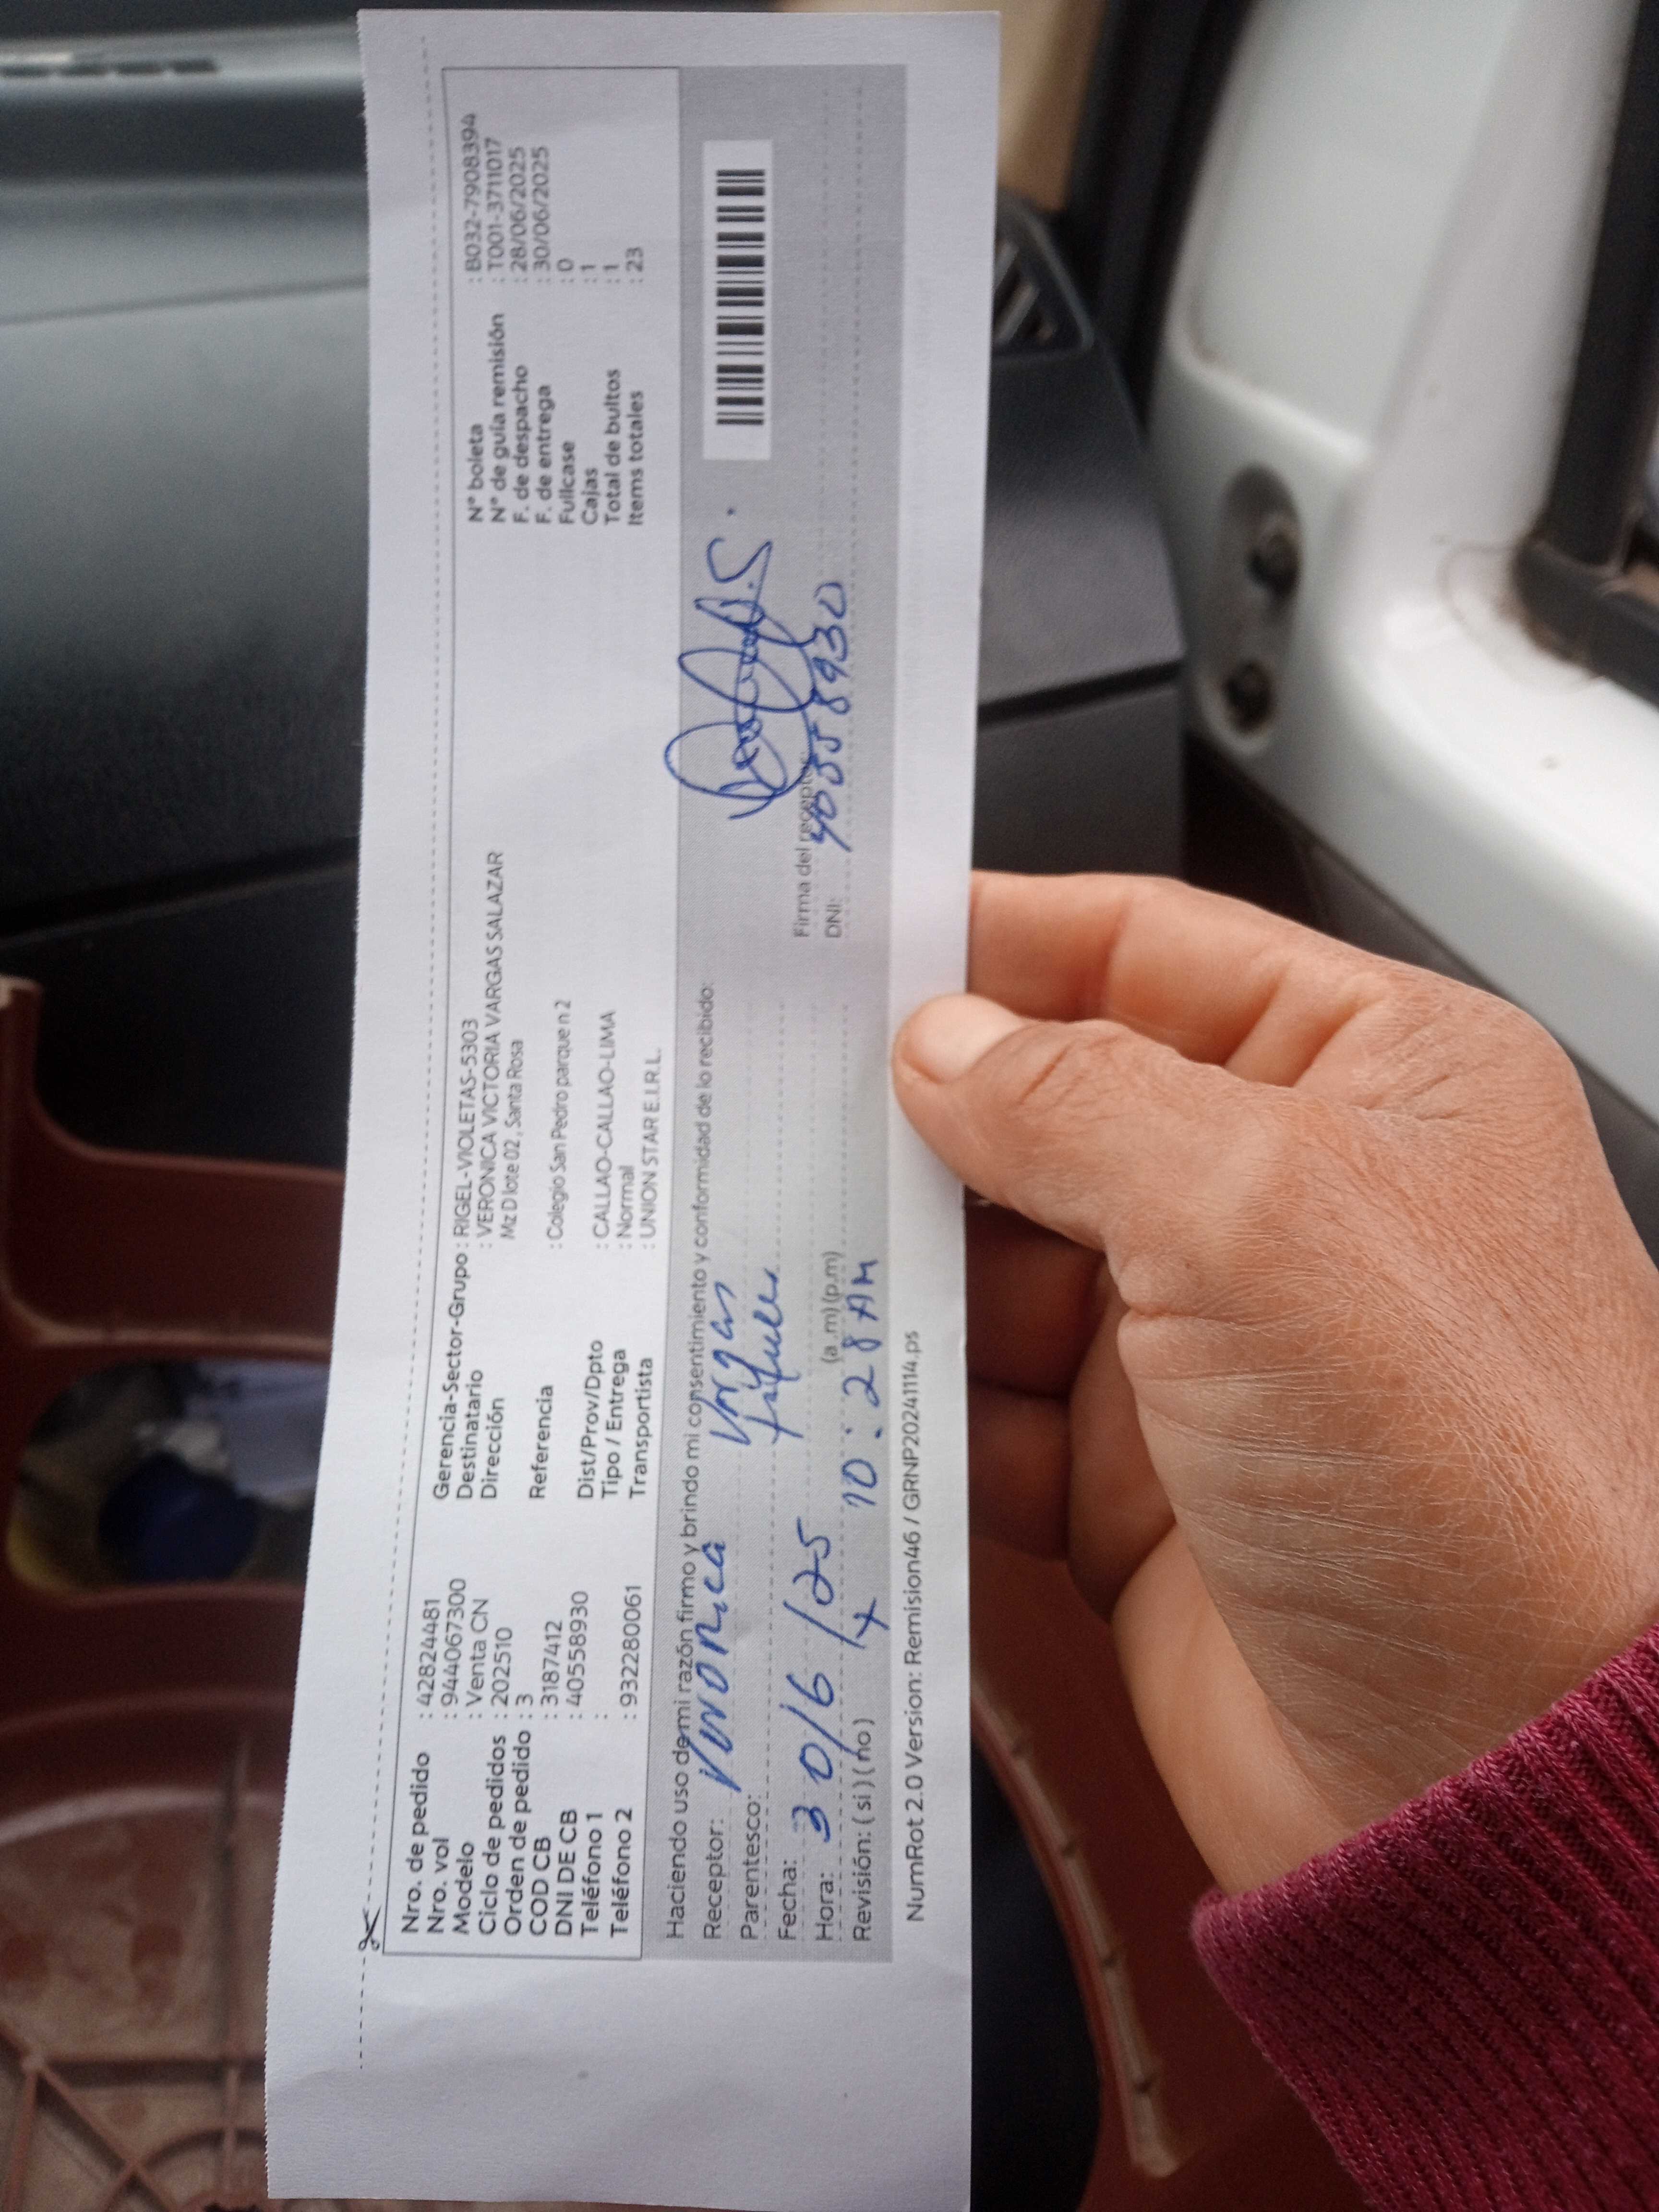 Nro. de pedido : 42824481
Nro. vol : 944067300
Modelo : Venta CN
Ciclo de pedidos : 202510
Orden de pedido : 3
COD CB : 3187412
DNI DE CB : 40558930
Teléfono 1 :
Teléfono 2 : 932280061
Gerencia-Sector-Grupo : RIGEL-VIOLETAS-5303
Destinatario : VERONICA VICTORIA VARGAS SALAZAR
Dirección Mz D lote 02 , Santa Rosa
Referencia : Colegio San Pedro parque n 2
Dist/Prov/Dpto : CALLAO-CALLAO-LIMA
Tipo / Entrega : Normal
Transportista : UNION STAR E.I.R.L.
N° boleta : B032-7908394
N° de guía remisión : T001-3711017
F. de despacho : 28/06/2025
F. de entrega : 30/06/2025
Fullcase : 0
Cajas : 1
Total de bultos : 1
Items totales : 23
Haciendo uso de mi razón firmo y brindo mi consentimiento y conformidad de lo recibido:
Receptor: Veronica Vargas
Parentesco:
Fecha: 30/6/25
Hora: 10:28 AM (a.m) (p.m)
Revisión: ( si ) ( no ) x
Firma del receptor
DNI: 40558930
NumRot 2.0 Version: Remision46 / GRNP20241114.ps